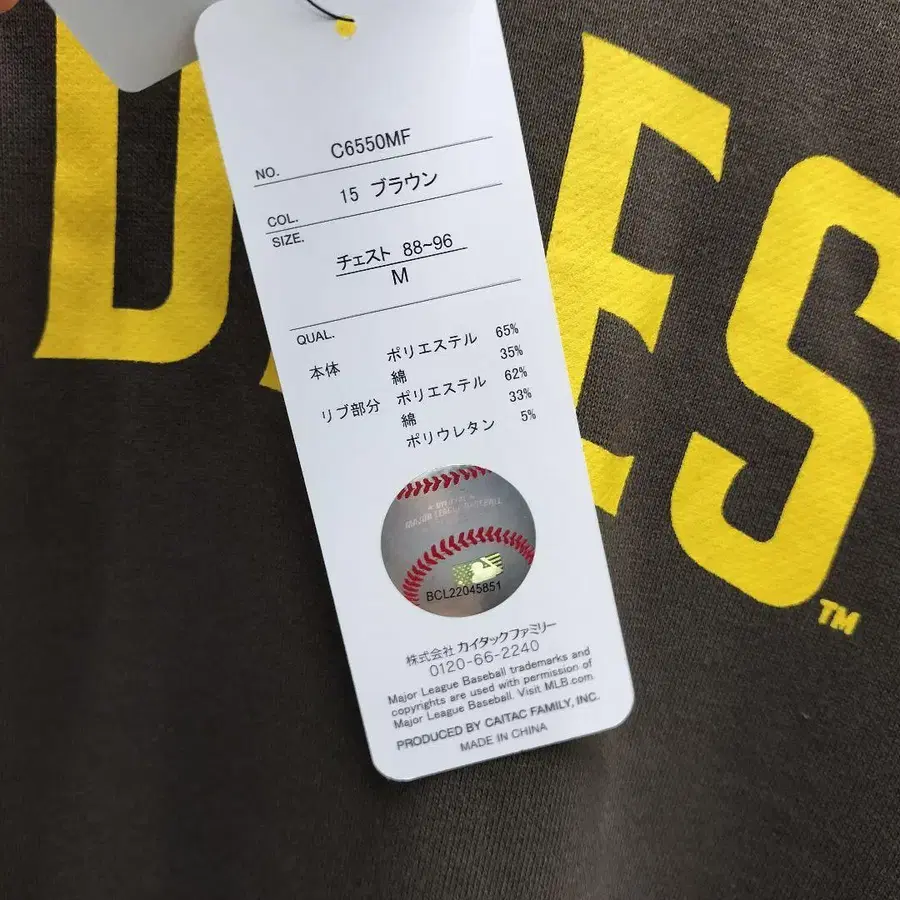 D ES
TM
NO. C6550MF
COL. 15 ブラウン
SIZE. チェスト 88~96
M
QUAL.
本体 ポリエステル 65%
綿 35%
リブ部分 ポリエステル 62%
綿 33%
ポリウレタン 5%
MAJOR LEAGUE BASEBALL
BCL22045851
株式会社 カイタックファミリー
0120-66-2240
Major League Baseball trademarks and
copyrights are used with permission of
Major League Baseball. Visit MLB.com
PRODUCED BY CAITAC FAMILY, INC.
MADE IN CHINA